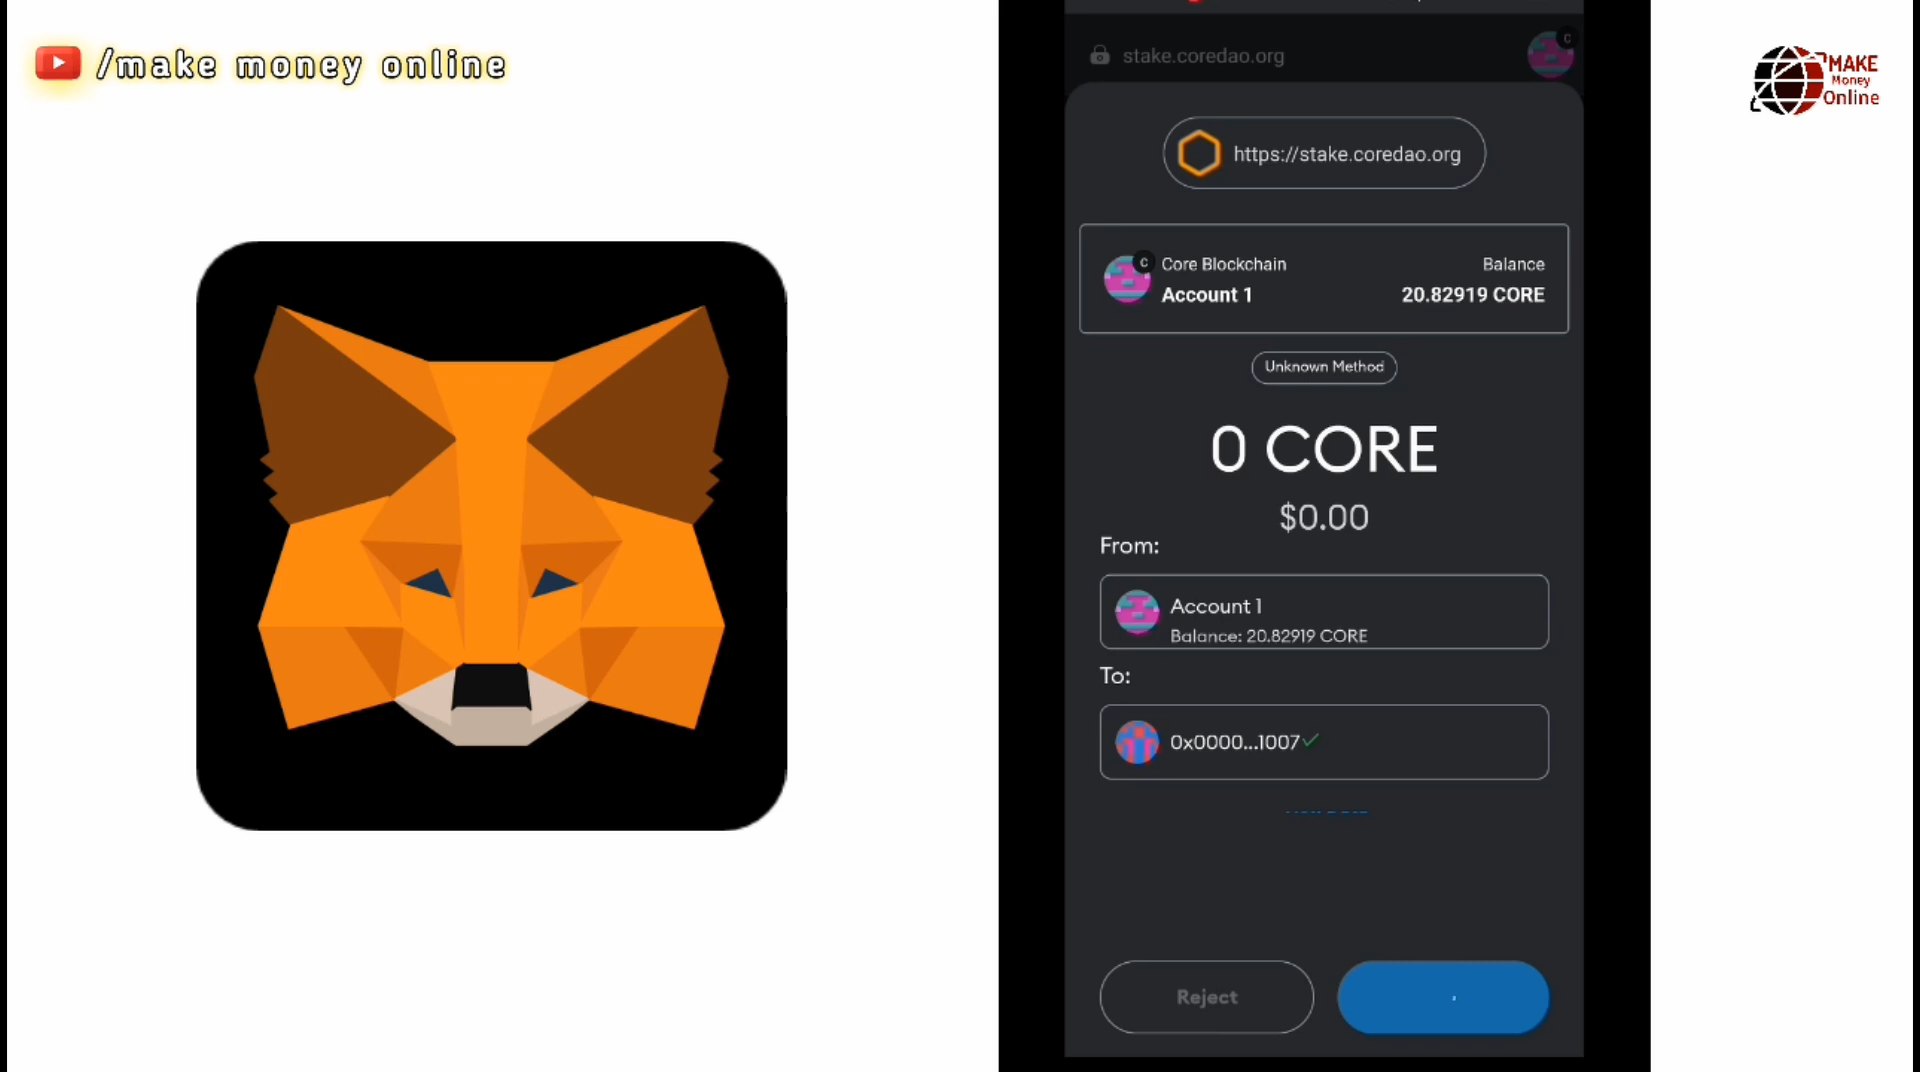 /make money online
MAKE
Money
Online
stake.coredao.org
C
https://stake.coredao.org
C
Core Blockchain
Balance
Account 1
20.82919 CORE
Unknown Method
0 CORE
$0.00
From:
Account 1
Balance: 20.82919 CORE
To:
0x0000...1007
Reject